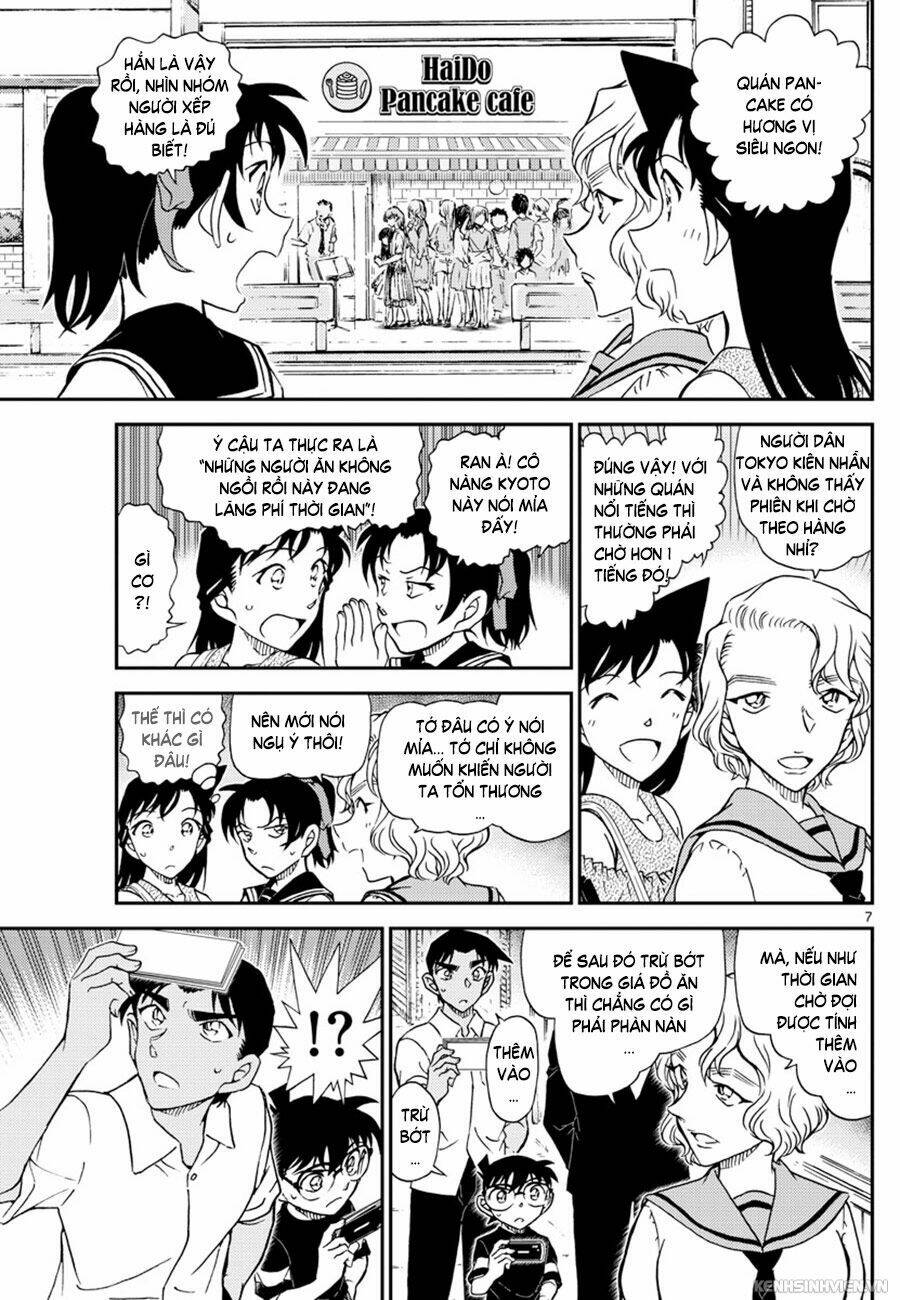 HaiDo
Pancake cafe
QUÁN PAN-
CAKE CÓ
HƯƠNG VỊ
SIÊU NGON!
HẲN LÀ VẬY
RỒI, NHÌN NHÓM
NGƯỜI XẾP
HÀNG LÀ ĐỦ
BIẾT!
NGƯỜI DÂN
TOKYO KIÊN NHẪN
VÀ KHÔNG THẤY
PHIÊN KHI CHỜ
THEO HÀNG
NHỈ?
ĐÚNG VẬY! VỚI
NHỮNG QUÁN
NỔI TIẾNG THÌ
THƯỜNG PHẢI
CHỜ HƠN 1
TIẾNG ĐÓ!
RAN À! CÔ
NÀNG KYOTO
NÀY NÓI MỈA
ĐẤY!
Ý CẬU TA THỰC RA LÀ
“NHỮNG NGƯỜI ĂN KHÔNG
NGỒI RỒI NÀY ĐANG
LÃNG PHÍ THỜI GIAN”!
GÌ
CƠ
?!
TỚ ĐÂU CÓ Ý NÓI
MỈA... TỚ CHỈ KHÔNG
MUỐN KHIẾN NGƯỜI
TA TỔN THƯƠNG
...
NÊN MỚI NÓI
NGỤ Ý THÔI!
THẾ THÌ CÓ
KHÁC GÌ
ĐÂU!
7
MÀ, NẾU NHƯ
THỜI GIAN
CHỜ ĐỢI
ĐƯỢC TÍNH
THÊM
...
ĐỂ SAU ĐÓ TRỪ BỚT
TRONG GIÁ ĐỒ ĂN
THÌ CHẲNG CÓ GÌ
PHẢI PHÀN NÀN
...
THÊM
VÀO
TRỪ
BỚT
!?
KENHSINHVIEN.VN